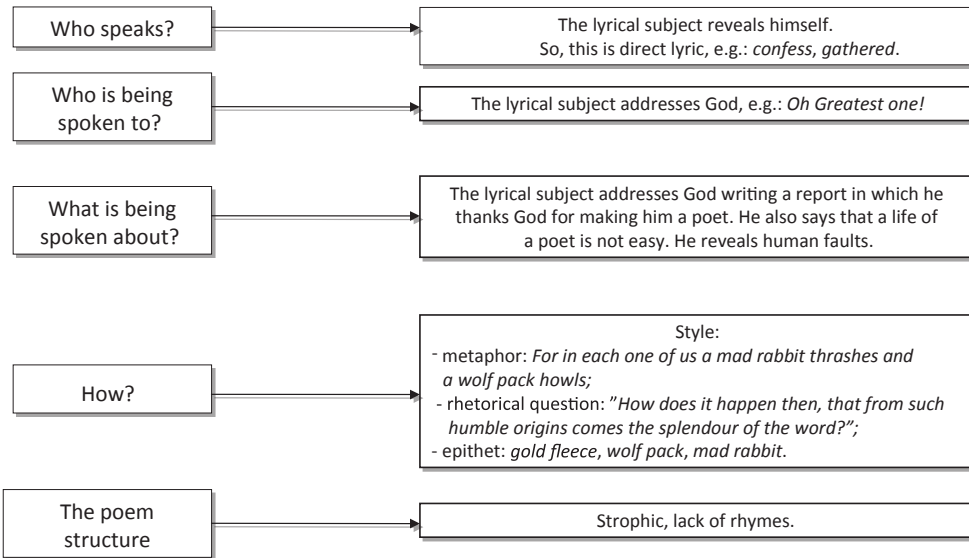 Who speaks?
The lyrical subject reveals himself.
So, this is direct lyric, e.g.: confess, gathered.
Who is being
spoken to?
The lyrical subject addresses God, e.g.: Oh Greatest one!
What is being
spoken about?
The lyrical subject addresses God writing a report in which he
thanks God for making him a poet. He also says that a life of
a poet is not easy. He reveals human faults.
How?
Style:
- metaphor: For in each one of us a mad rabbit thrashes and
a wolf pack howls;
- rhetorical question: ”How does it happen then, that from such
humble origins comes the splendour of the word?”;
- epithet: gold fleece, wolf pack, mad rabbit.
The poem
structure
Strophic, lack of rhymes.